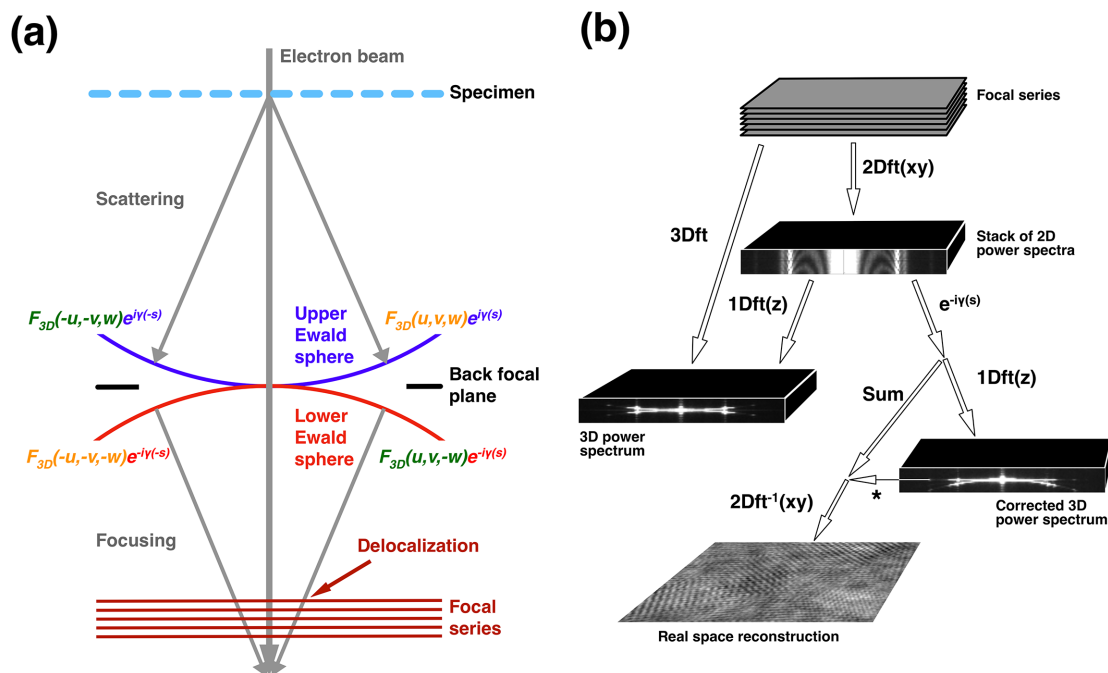 (a)
Electron beam
Specimen
Scattering
F3D(-u,-v,w)e^iγ(-s)
Upper
Ewald
sphere
F3D(u,v,w)e^iγ(s)
Back focal
plane
Lower
Ewald
sphere
F3D(-u,-v,-w)e^-iγ(-s)
F3D(u,v,-w)e^-iγ(s)
Focusing
Delocalization
Focal
series
(b)
Focal series
2Dft(xy)
3Dft
Stack of 2D
power spectra
1Dft(z)
e^-iγ(s)
Sum
1Dft(z)
3D power
spectrum
*
2Dft^-1(xy)
Corrected 3D
power spectrum
Real space reconstruction